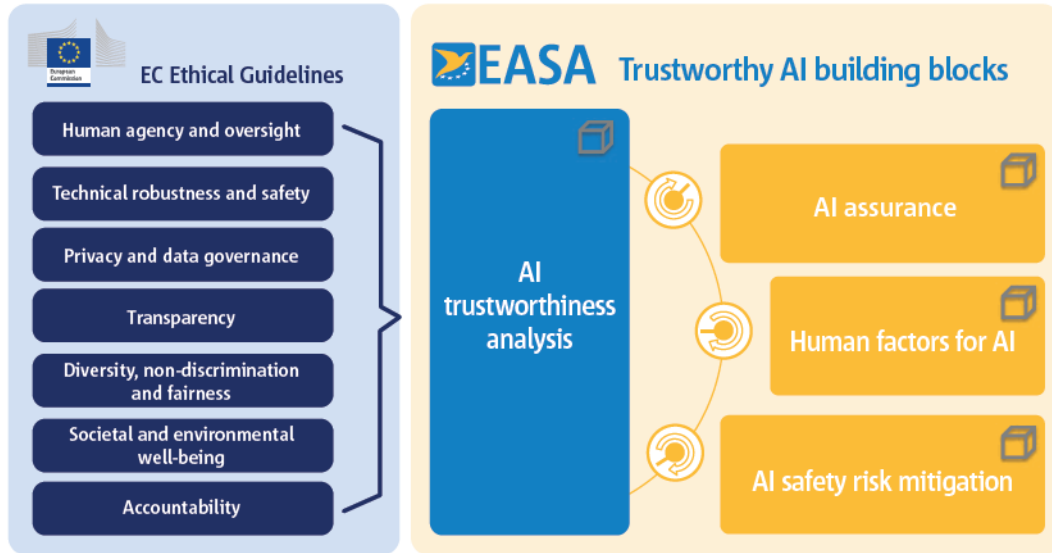 European
Commission
EC Ethical Guidelines
Human agency and oversight
Technical robustness and safety
Privacy and data governance
Transparency
Diversity, non-discrimination
and fairness
Societal and environmental
well-being
Accountability
EASA Trustworthy AI building blocks
AI
trustworthiness
analysis
AI assurance
Human factors for AI
AI safety risk mitigation